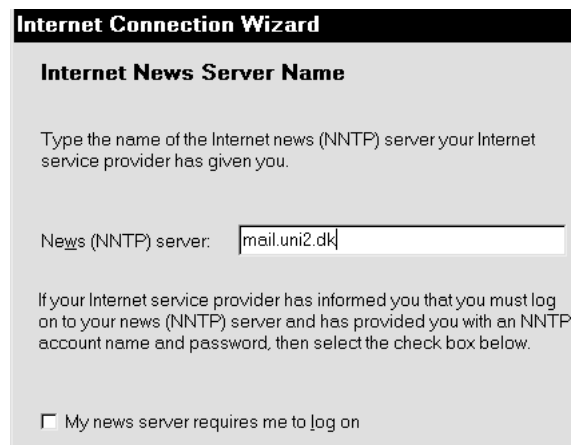 Internet Connection Wizard
Internet News Server Name
Type the name of the Internet news (NNTP) server your Internet
service provider has given you.
News (NNTP) server:	mail.uni2.dk
If your Internet service provider has informed you that you must log
on to your news (NNTP) server and has provided you with an NNTP
account name and password, then select the check box below.
My news server requires me to log on